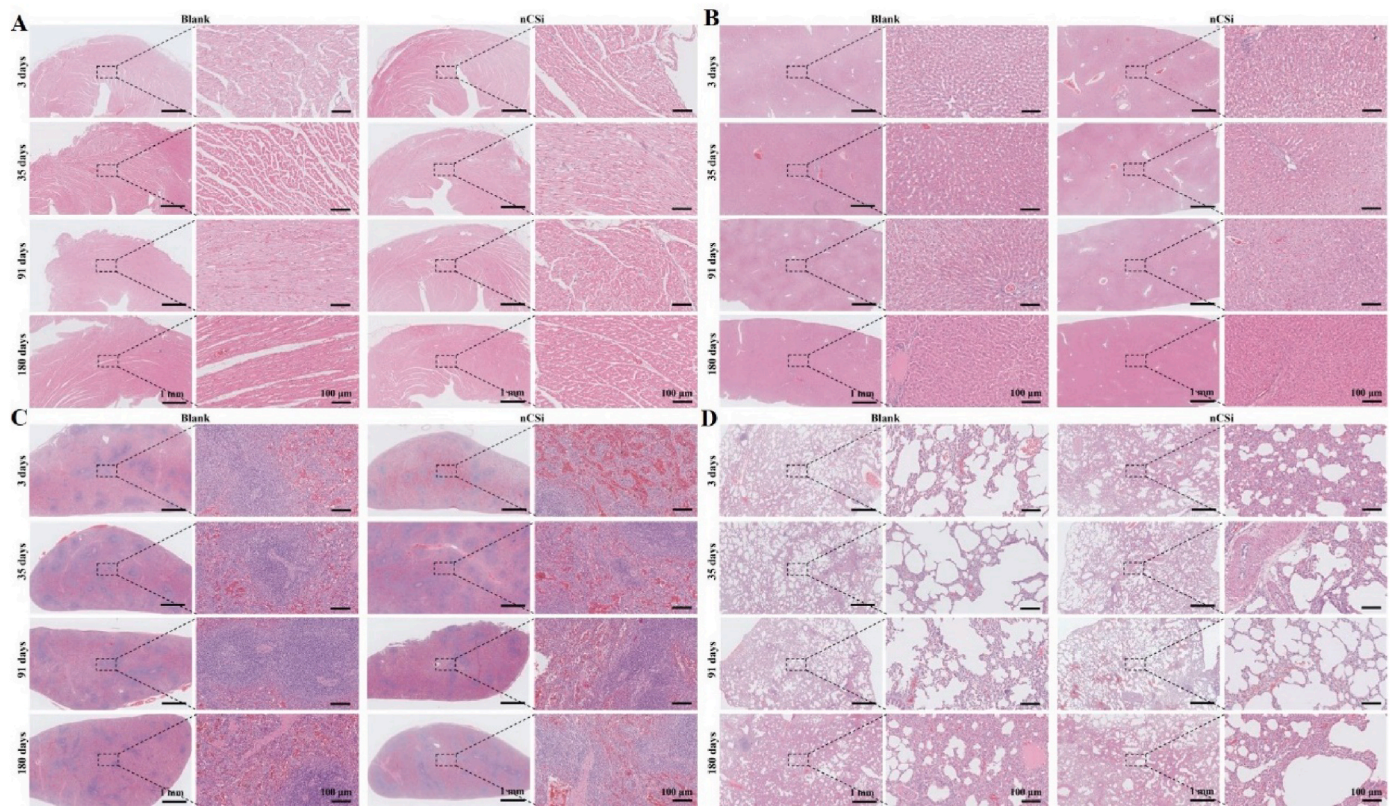 A
Blank
nCSi
3 days
35 days
91 days
180 days
1 mm
100 µm
1 mm
100 µm
B
Blank
nCSi
3 days
35 days
91 days
180 days
1 mm
100 µm
1 mm
100 µm
C
Blank
nCSi
3 days
35 days
91 days
180 days
1 mm
100 µm
1 mm
100 µm
D
Blank
nCSi
3 days
35 days
91 days
180 days
1 mm
100 µm
1 mm
100 µm